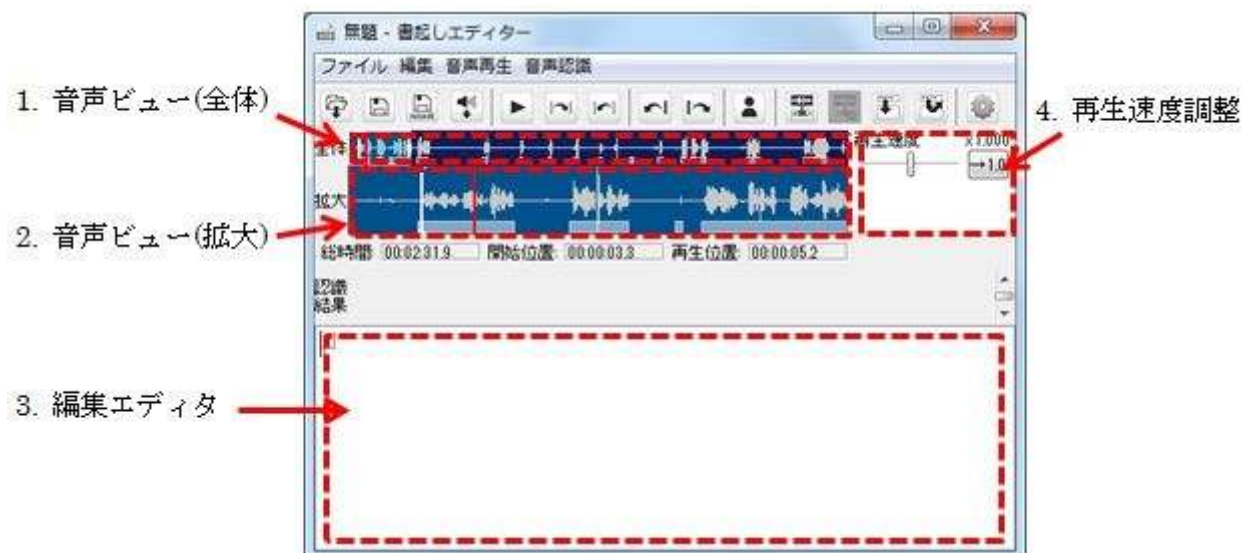 無題 - 書起しエディター
ファイル 編集 音声再生 音声認識
1. 音声ビュー(全体)
4. 再生速度調整
全体
再生速度 x1.000
→1.0
拡大
2. 音声ビュー(拡大)
総時間: 00:02:31.9 開始位置: 00:00:03.3 再生位置: 00:00:05.2
認識
結果
3. 編集エディタ